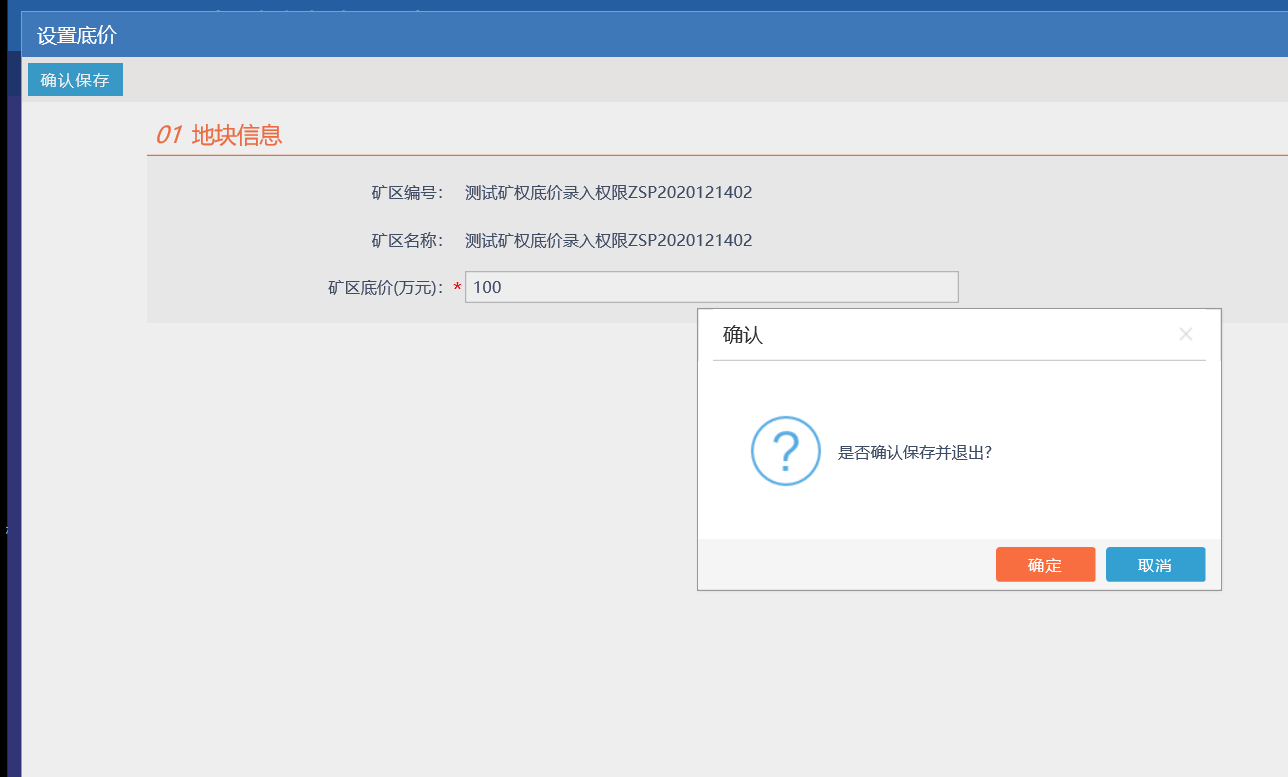 设置底价
确认保存
01 地块信息
矿区编号： 测试矿权底价录入权限ZSP2020121402
矿区名称： 测试矿权底价录入权限ZSP2020121402
矿区底价(万元)：* 100
确认
是否确认保存并退出?
确定 取消